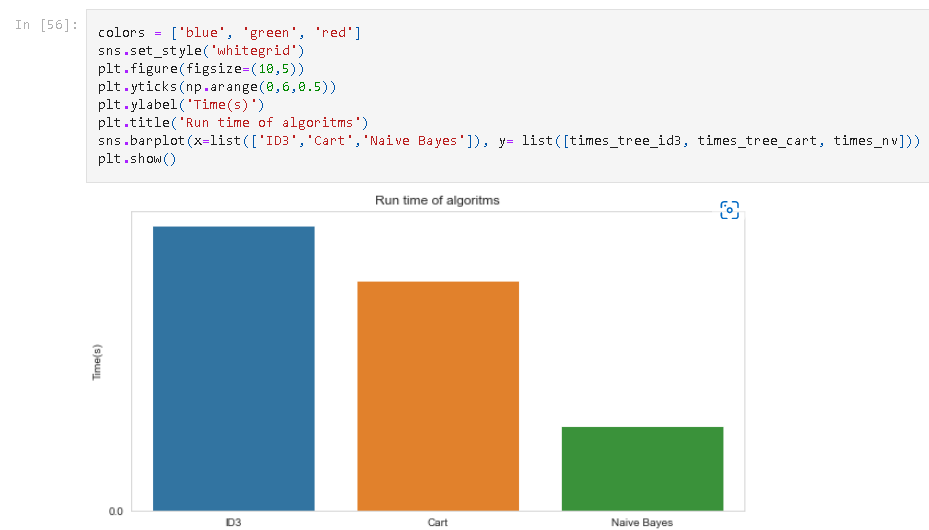 In [56]:
colors = ['blue', 'green', 'red']
sns.set_style('whitegrid')
plt.figure(figsize=(10,5))
plt.yticks(np.arange(0,6,0.5))
plt.ylabel('Time(s)')
plt.title('Run time of algoritms')
sns.barplot(x=list(['ID3','Cart','Naive Bayes']), y= list([times_tree_id3, times_tree_cart, times_nv]))
plt.show()
Run time of algoritms
Time(s)
0.0
ID3
Cart
Naive Bayes